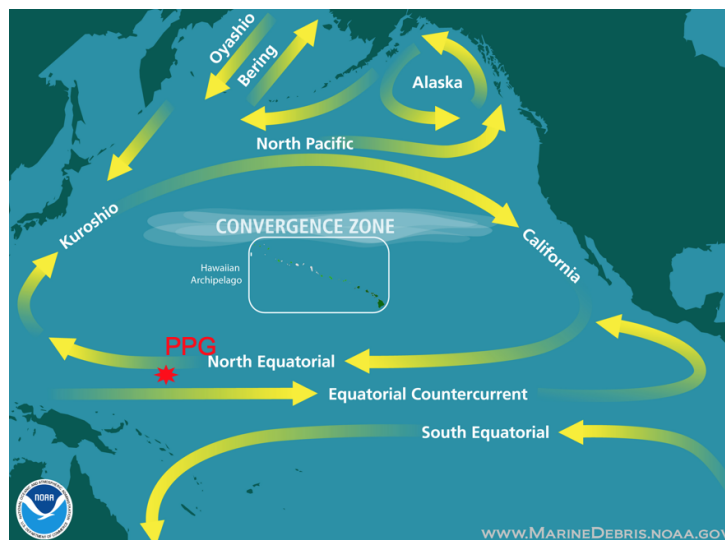 Oyashio
Bering
Alaska
North Pacific
Kuroshio
CONVERGENCE ZONE
California
Hawaiian
Archipelago
PPG
North Equatorial
Equatorial Countercurrent
South Equatorial
NOAA
WWW.MARINEDEBRIS.NOAA.GOV